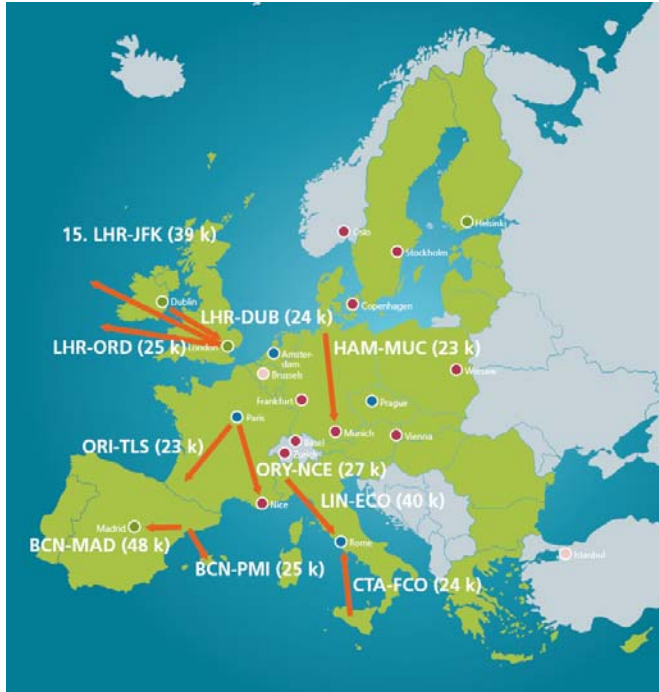 Helsinki
Oslo
Stockholm
15. LHR-JFK (39 k)
Dublin
Copenhagen
LHR-DUB (24 k)
LHR-ORD (25 k)
London
HAM-MUC (23 k)
Amster-
dam
Brussels
Warsaw
Frankfurt
Prague
Paris
Munich
Vienna
ORI-TLS (23 k)
Basel
Zurich
ORY-NCE (27 k)
LIN-ECO (40 k)
Nice
Madrid
BCN-MAD (48 k)
Rome
Istanbul
BCN-PMI (25 k)
CTA-FCO (24 k)